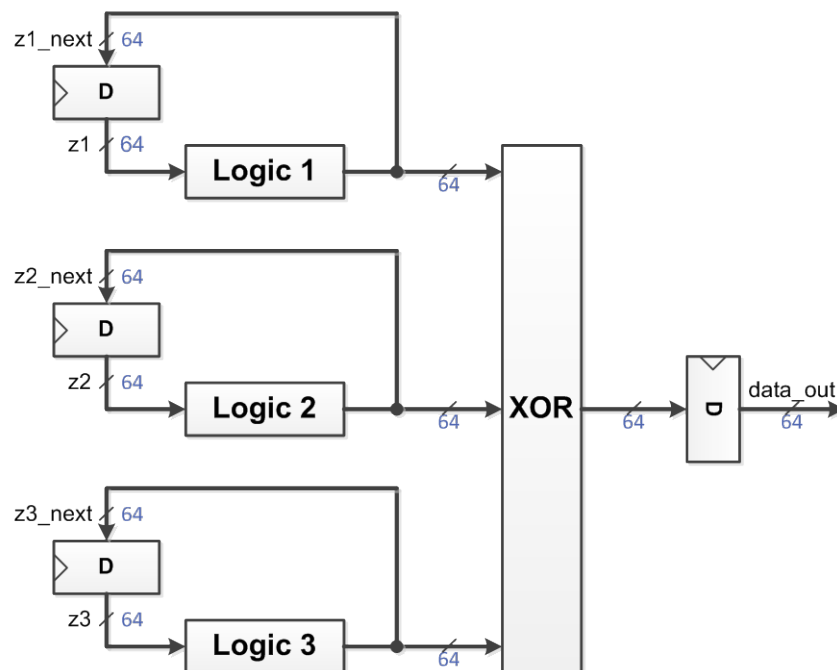 z1_next 64
D
z1 64
Logic 1
64
z2_next 64
D
z2 64
Logic 2
64
XOR
64
D
data_out
64
z3_next 64
D
z3 64
Logic 3
64